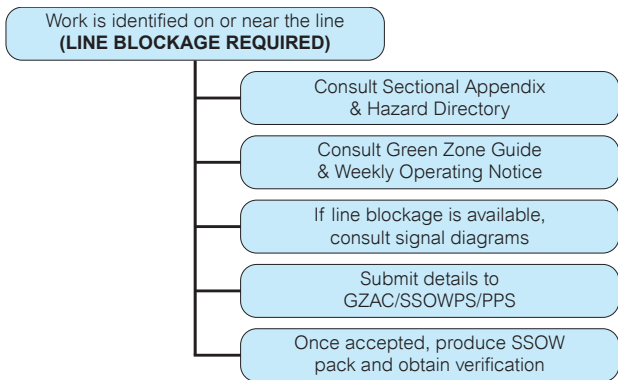 Work is identified on or near the line
(LINE BLOCKAGE REQUIRED)
Consult Sectional Appendix
& Hazard Directory
Consult Green Zone Guide
& Weekly Operating Notice
If line blockage is available,
consult signal diagrams
Submit details to
GZAC/SSOWPS/PPS
Once accepted, produce SSOW
pack and obtain verification